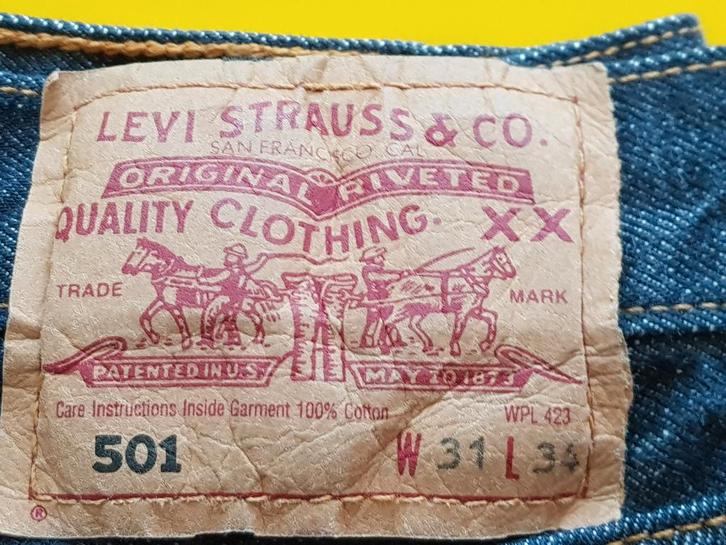 LEVI STRAUSS & CO.
SAN FRANCISCO CAL
ORIGINAL RIVETED
QUALITY CLOTHING. XX
TRADE MARK
PATENTED IN U.S. MAY 20 1873
Care Instructions Inside Garment 100% Cotton WPL 423
501 W 31 L 34
®